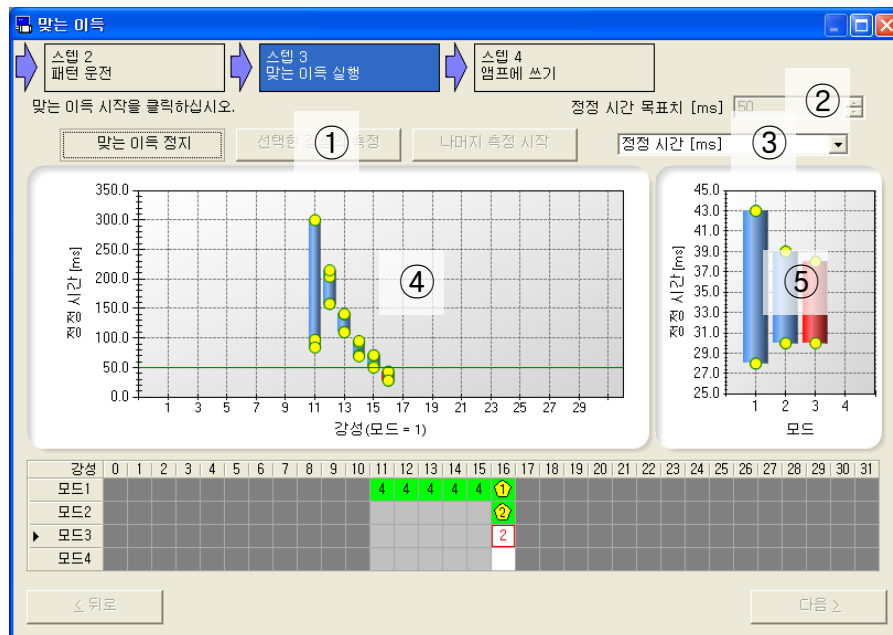 맞는 이득
스텝 2
패턴 운전
스텝 3
맞는 이득 실행
스텝 4
앰프에 쓰기
맞는 이득 시작을 클릭하십시오.
정정 시간 목표치 [ms] 50 ②
맞는 이득 정지 선택한 ① 측정 나머지 측정 시작 정정 시간 [ms] ③
350.0
300.0
250.0
200.0
150.0
100.0
50.0
0.0
정정 시간 [ms]
④
1 3 5 7 9 11 13 15 17 19 21 23 25 27 29
강성(모드 = 1)
45.0
43.0
41.0
39.0
37.0
35.0
33.0
31.0
29.0
27.0
25.0
정정 시간 [ms]
⑤
1 2 3 4
모드
강성 0 1 2 3 4 5 6 7 8 9 10 11 12 13 14 15 16 17 18 19 20 21 22 23 24 25 26 27 28 29 30 31
모드1 4 4 4 4 4 1
모드2 2
모드3 2
모드4
< 뒤로 다음 >